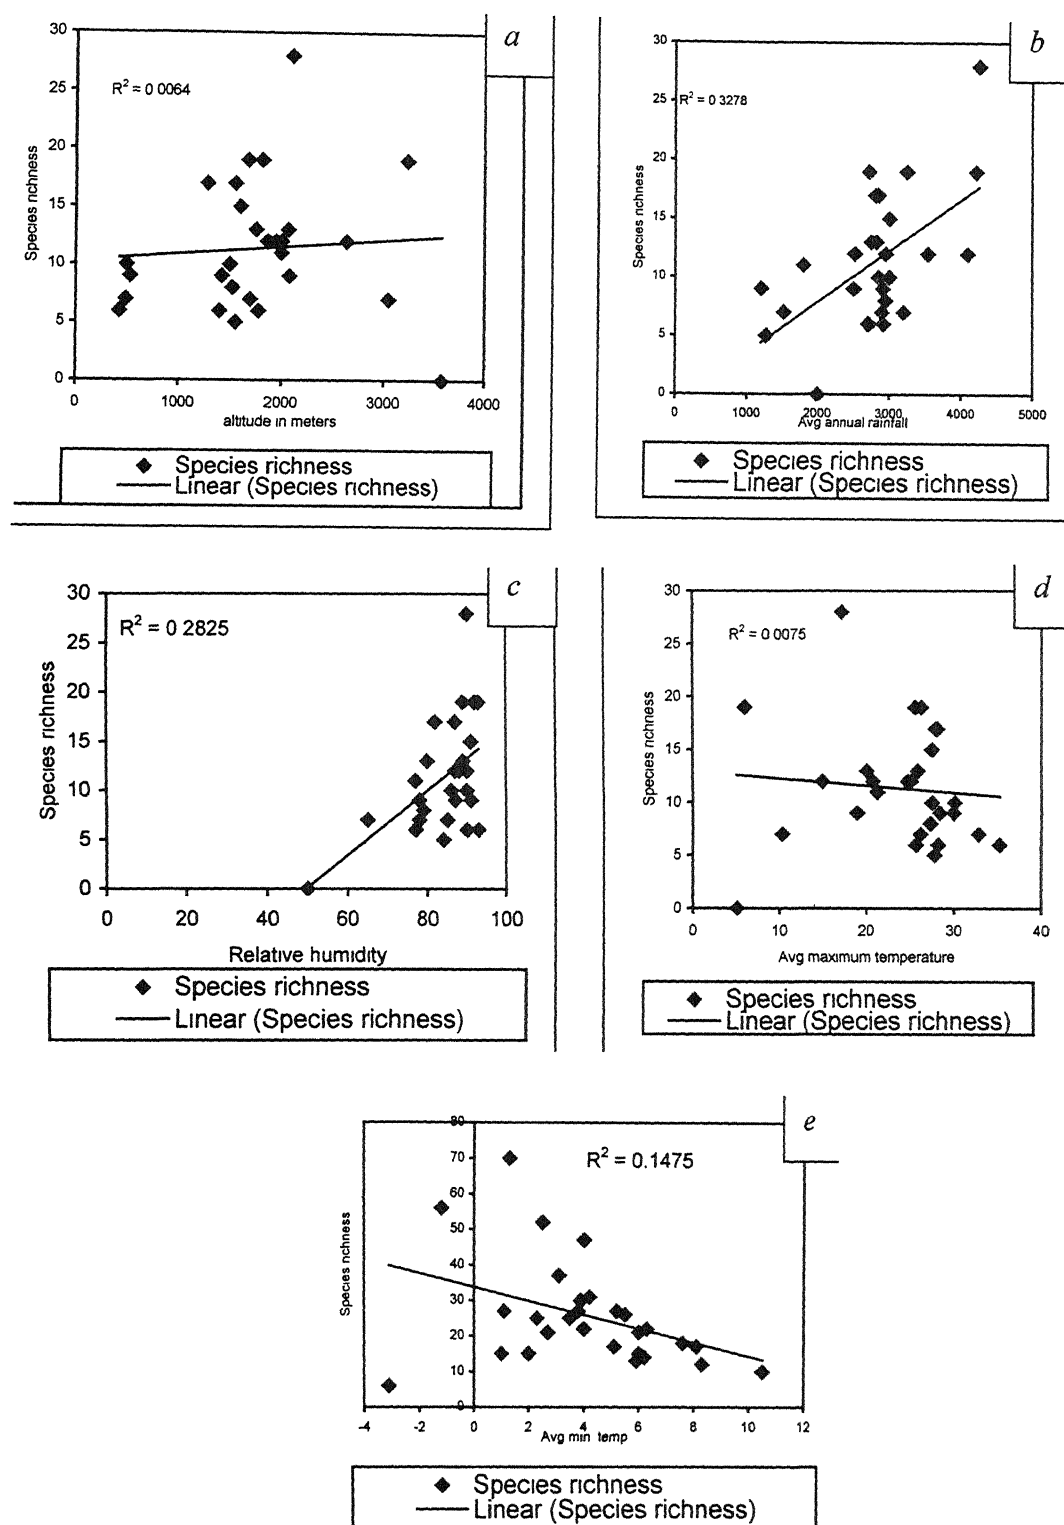 a
30
25
20
15
10
5
0
R² = 0 0064
Species richness
0 1000 2000 3000 4000
altitude in meters
Species richness
Linear (Species richness)
b
30
25
20
15
10
5
0
R² = 0 3278
Species richness
0 1000 2000 3000 4000 5000
Avg annual rainfall
Species richness
Linear (Species richness)
c
30
25
20
15
10
5
0
R² = 0 2825
Species richness
0 20 40 60 80 100
Relative humidity
Species richness
Linear (Species richness)
d
30
25
20
15
10
5
0
R² = 0 0075
Species richness
0 10 20 30 40
Avg maximum temperature
Species richness
Linear (Species richness)
e
80
70
60
50
40
30
20
10
0
R² = 0.1475
Species richness
-4 -2 0 2 4 6 8 10 12
Avg min temp
Species richness
Linear (Species richness)